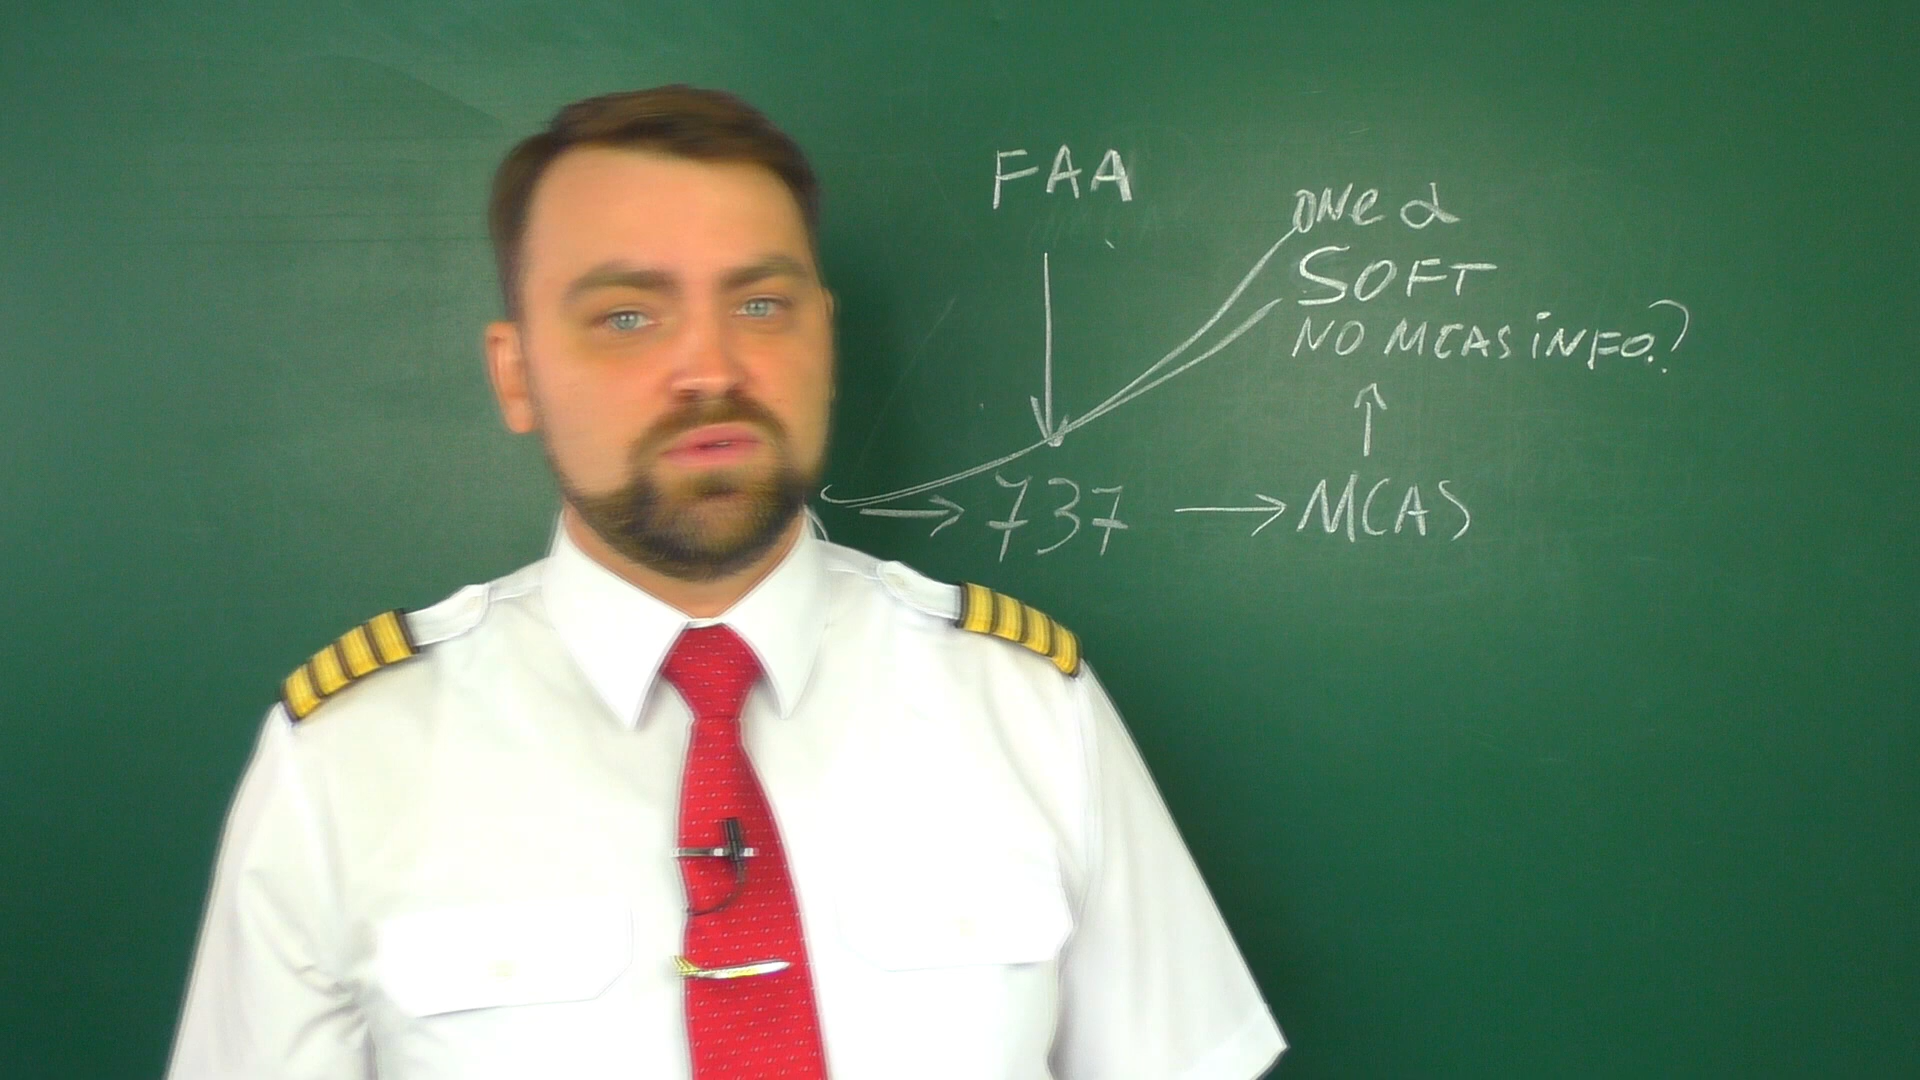 FAA
ONE α
SOFT
NO MCAS INFO?
737
MCAS